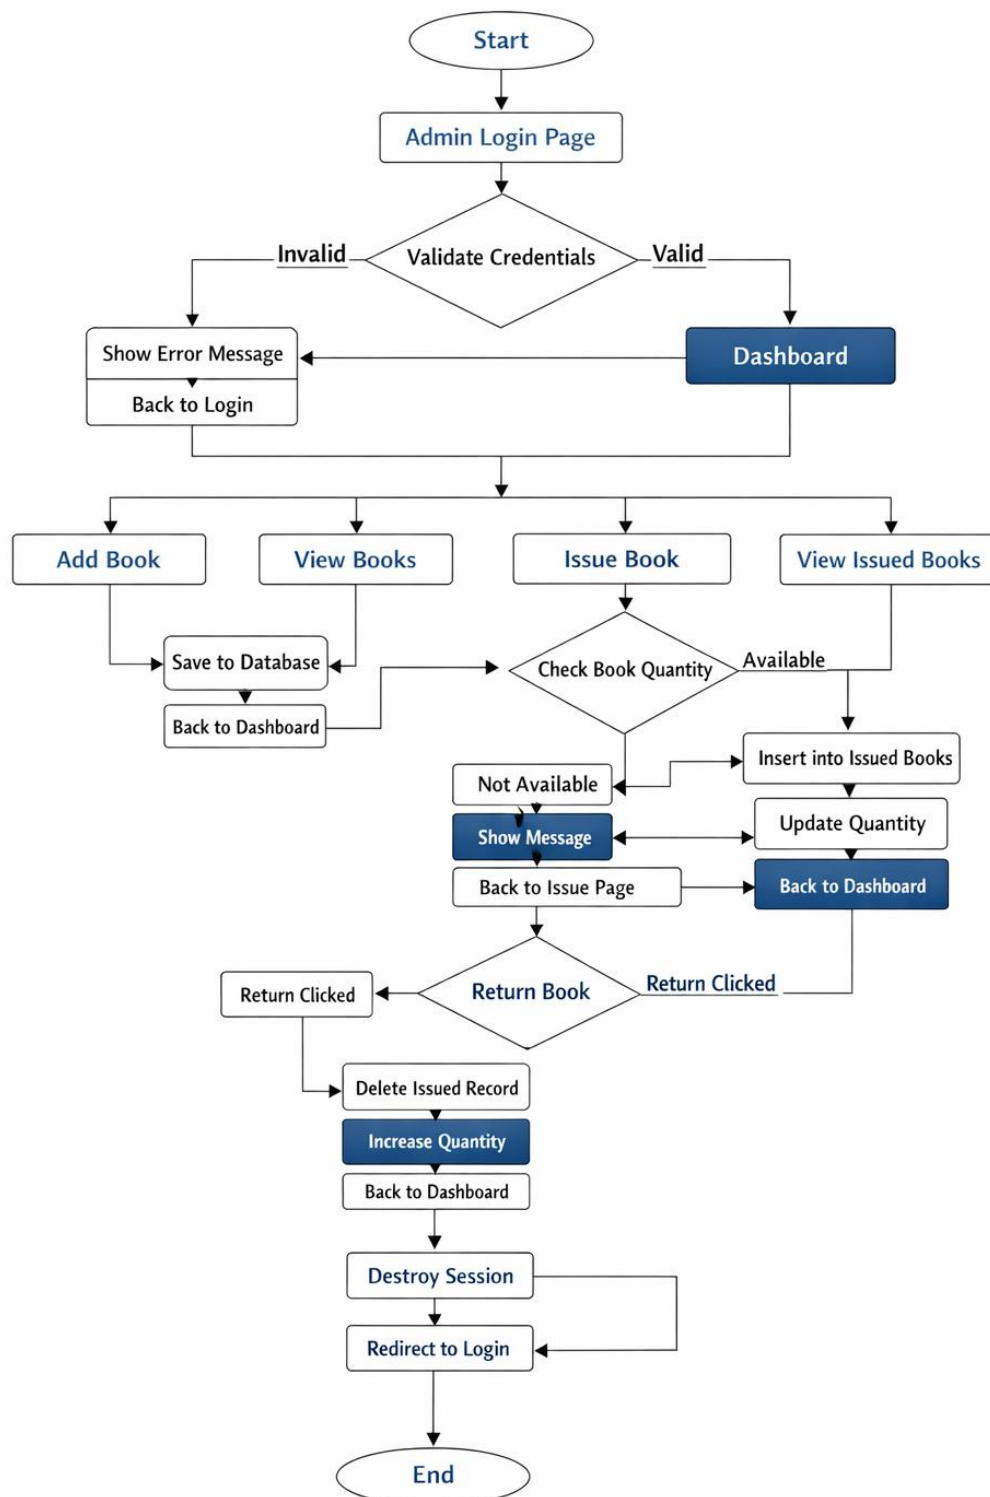 Start
Admin Login Page
Invalid
Validate Credentials
Valid
Show Error Message
Dashboard
Back to Login
Add Book
View Books
Issue Book
View Issued Books
Save to Database
Check Book Quantity
Available
Back to Dashboard
Insert into Issued Books
Not Available
Update Quantity
Show Message
Back to Issue Page
Back to Dashboard
Return Clicked
Return Book
Return Clicked
Delete Issued Record
Increase Quantity
Back to Dashboard
Destroy Session
Redirect to Login
End